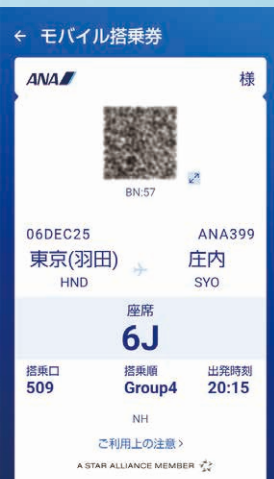 ← モバイル搭乗券
ANA 様
BN:57
06DEC25 ANA399
東京(羽田) 庄内
HND SYO
座席
6J
搭乗口 搭乗順 出発時刻
509 Group4 20:15
NH
ご利用上の注意>
A STAR ALLIANCE MEMBER